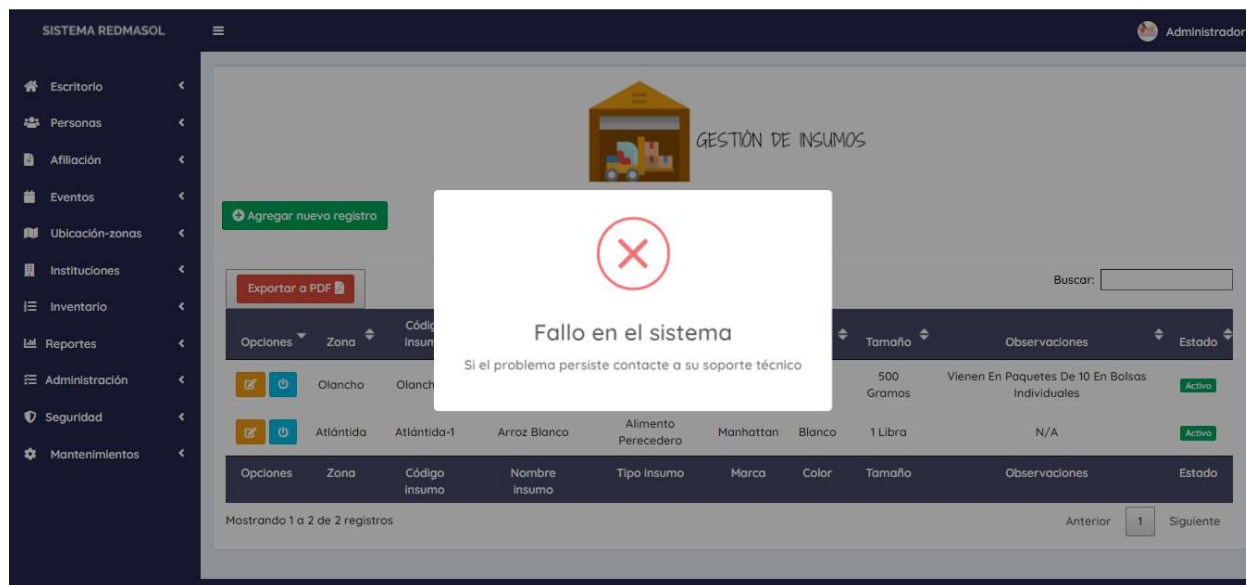 SISTEMA REDMASOL
Administrador
Escritorio
Personas
Afiliación
Eventos
Ubicación-zonas
Instituciones
Inventario
Reportes
Administración
Seguridad
Mantenimientos
GESTIÓN DE INSUMOS
Agregar nuevo registro
Exportar a PDF
Buscar:
Fallo en el sistema
Si el problema persiste contacte a su soporte técnico
Opciones Zona Tamaño Observaciones Estado
Olancho 500 Gramos Vienen En Paquetes De 10 En Bolsas Individuales Activo
Atlántida Atlántida-1 Arroz Blanco Alimento Perecedero Manhattan Blanco 1 Libra N/A Activo
Opciones Zona Código insumo Nombre insumo Tipo insumo Marca Color Tamaño Observaciones Estado
Mostrando 1 a 2 de 2 registros
Anterior 1 Siguiente